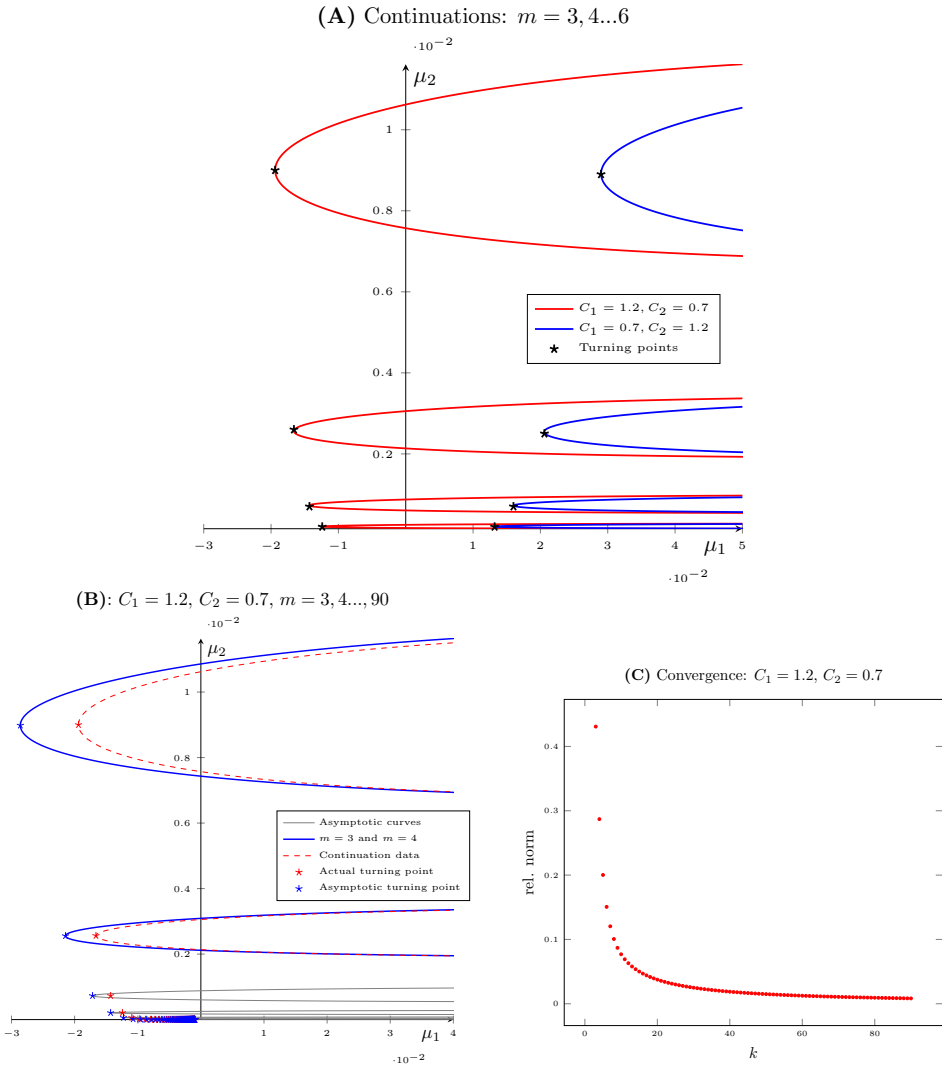 (A) Continuations: m = 3, 4...6
·10⁻²
μ₂
1
0.8
0.6
C₁ = 1.2, C₂ = 0.7
C₁ = 0.7, C₂ = 1.2
Turning points
0.4
0.2
−3 −2 −1 1 2 3 4 5
μ₁
·10⁻²
(B): C₁ = 1.2, C₂ = 0.7, m = 3, 4..., 90
·10⁻²
μ₂
1
0.8
0.6
Asymptotic curves
m = 3 and m = 4
Continuation data
Actual turning point
Asymptotic turning point
0.4
0.2
−3 −2 −1 1 2 3 4
μ₁
·10⁻²
(C) Convergence: C₁ = 1.2, C₂ = 0.7
rel. norm
0.4
0.3
0.2
0.1
0
0 20 40 60 80
k